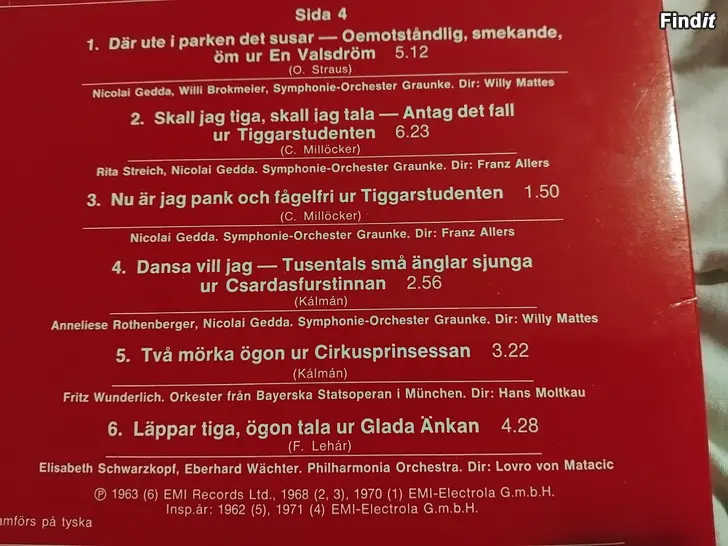 Findit
Sida 4
1. Där ute i parken det susar — Oemotståndlig, smekande,
öm ur En Valsdröm 5.12
(O. Straus)
Nicolai Gedda, Willi Brokmeier, Symphonie-Orchester Graunke. Dir: Willy Mattes
2. Skall jag tiga, skall jag tala — Antag det fall
ur Tiggarstudenten 6.23
(C. Millöcker)
Rita Streich, Nicolai Gedda. Symphonie-Orchester Graunke. Dir: Franz Allers
3. Nu är jag pank och fågelfri ur Tiggarstudenten 1.50
(C. Millöcker)
Nicolai Gedda. Symphonie-Orchester Graunke. Dir: Franz Allers
4. Dansa vill jag — Tusentals små änglar sjunga
ur Csardasfurstinnan 2.56
(Kálmán)
Anneliese Rothenberger, Nicolai Gedda. Symphonie-Orchester Graunke. Dir: Willy Mattes
5. Två mörka ögon ur Cirkusprinsessan 3.22
(Kálmán)
Fritz Wunderlich. Orkester från Bayerska Statsoperan i München. Dir: Hans Moltkau
6. Läppar tiga, ögon tala ur Glada Änkan 4.28
(F. Lehár)
Elisabeth Schwarzkopf, Eberhard Wächter. Philharmonia Orchestra. Dir: Lovro von Matacic
Ⓟ 1963 (6) EMI Records Ltd., 1968 (2, 3), 1970 (1) EMI-Electrola G.m.b.H.
Insp.år: 1962 (5), 1971 (4) EMI-Electrola G.m.b.H.
amförs på tyska